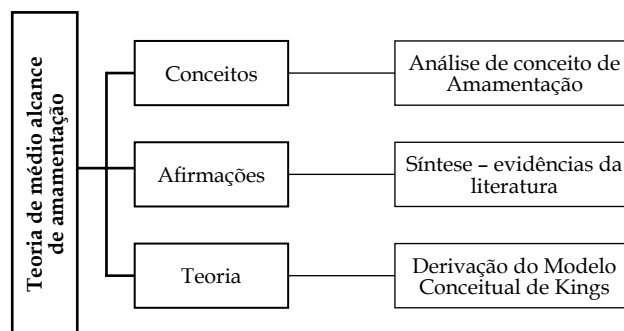 Teoria de médio alcance
de amamentação
Conceitos
Análise de conceito de
Amamentação
Afirmações
Síntese – evidências da
literatura
Teoria
Derivação do Modelo
Conceitual de Kings